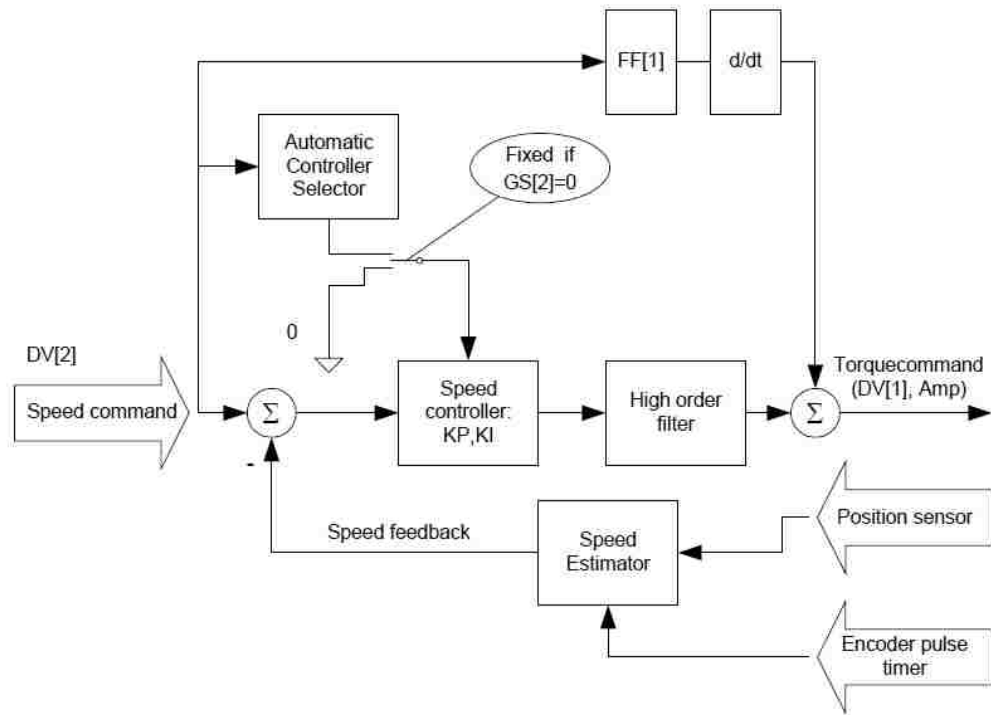 FF[1]
d/dt
Automatic
Controller
Selector
Fixed if
GS[2]=0
0
DV[2]
Speed command
Σ
-
Speed
controller:
KP,KI
High order
filter
Σ
Torquecommand
(DV[1], Amp)
Speed feedback
Speed
Estimator
Position sensor
Encoder pulse
timer